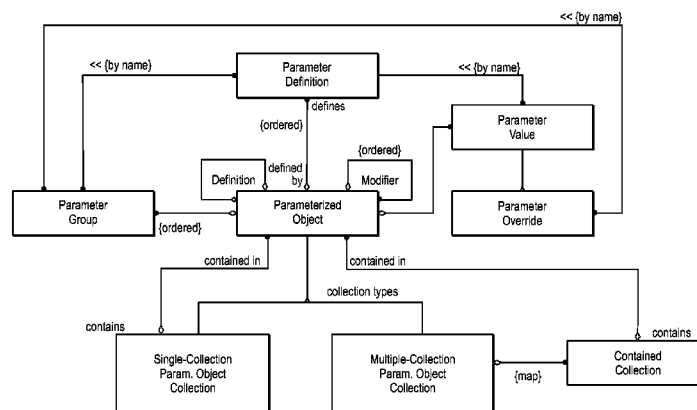 << {by name}
<< {by name}
Parameter
Definition
<< {by name}
defines
{ordered}
Parameter
Value
{ordered}
Definition
defined
by
Modifier
Parameter
Group
{ordered}
Parameterized
Object
Parameter
Override
contained in
contained in
collection types
contains
contains
Single-Collection
Param. Object
Collection
Multiple-Collection
Param. Object
Collection
{map}
Contained
Collection